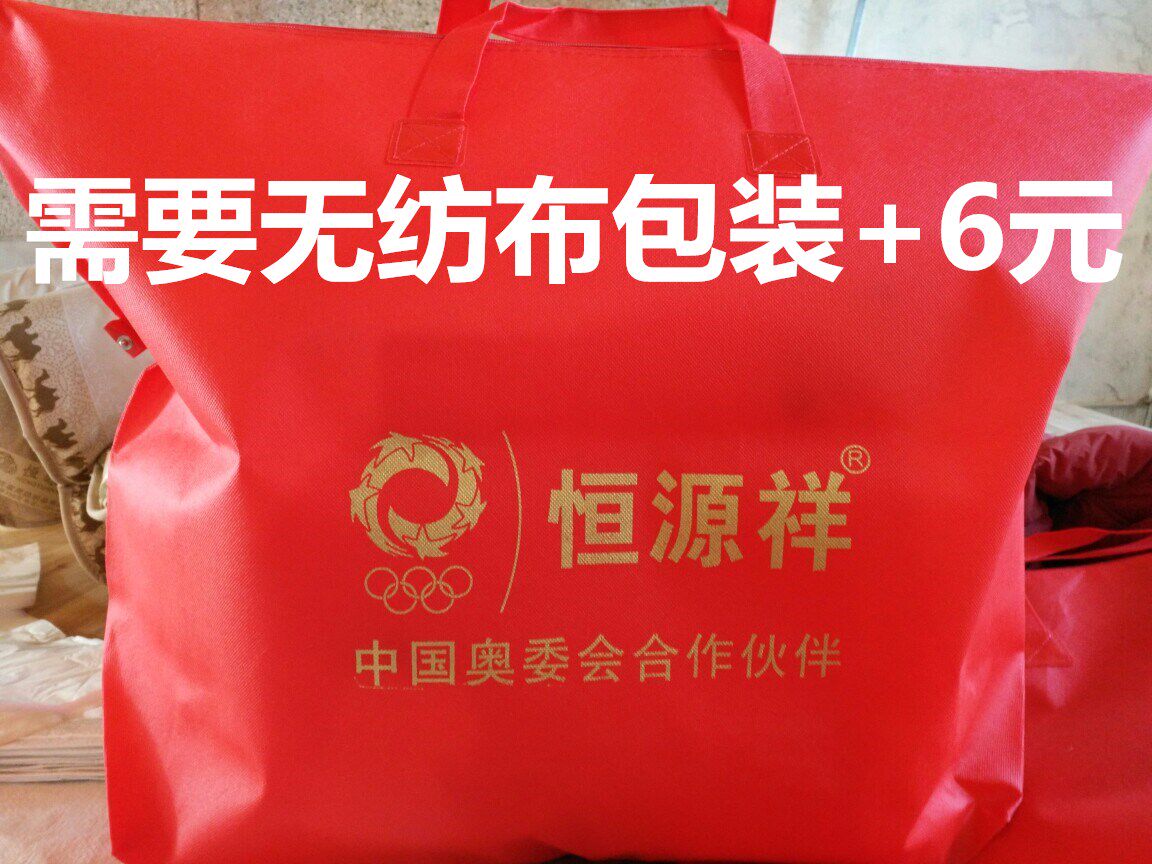 需要无纺布包装+6元
恒源祥®
中国奥委会合作伙伴